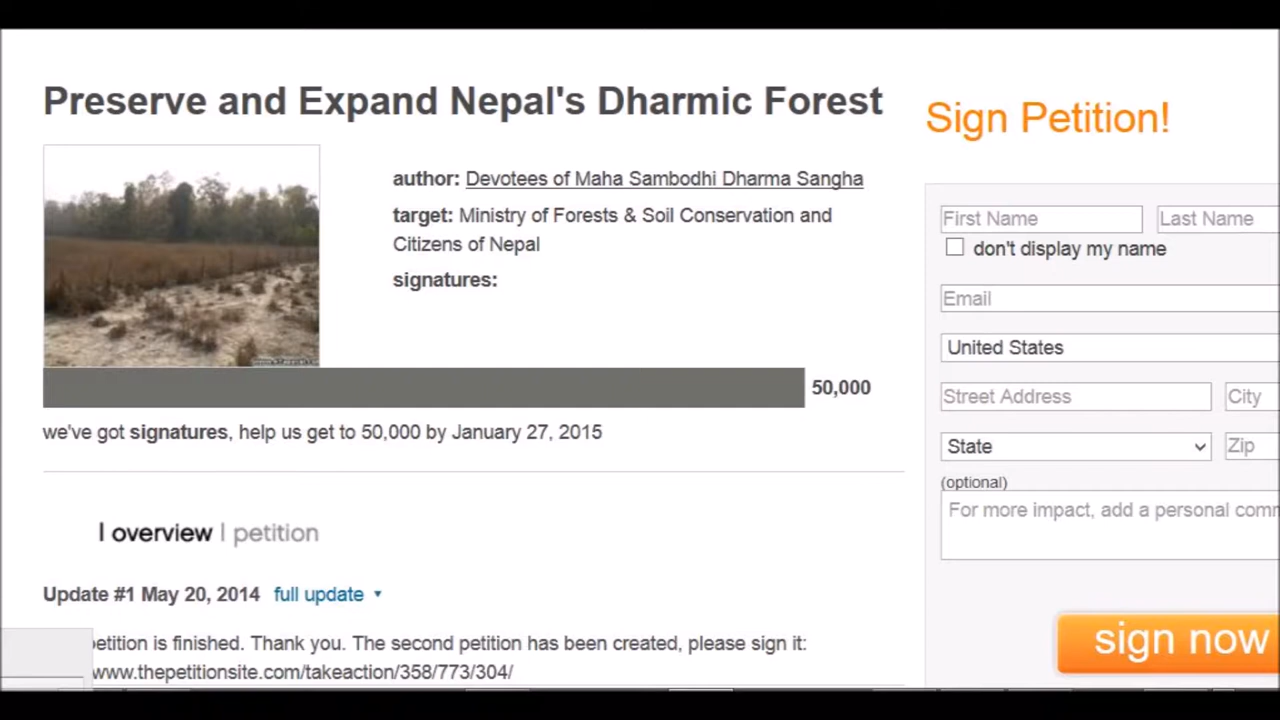 Preserve and Expand Nepal's Dharmic Forest
author: Devotees of Maha Sambodhi Dharma Sangha
target: Ministry of Forests & Soil Conservation and
Citizens of Nepal
signatures:
50,000
we've got signatures, help us get to 50,000 by January 27, 2015
I overview I petition
Update #1 May 20, 2014 full update
petition is finished. Thank you. The second petition has been created, please sign it:
www.thepetitionsite.com/takeaction/358/773/304/
Sign Petition!
First Name Last Name
don't display my name
Email
United States
Street Address City
State Zip
(optional)
For more impact, add a personal comm
sign now